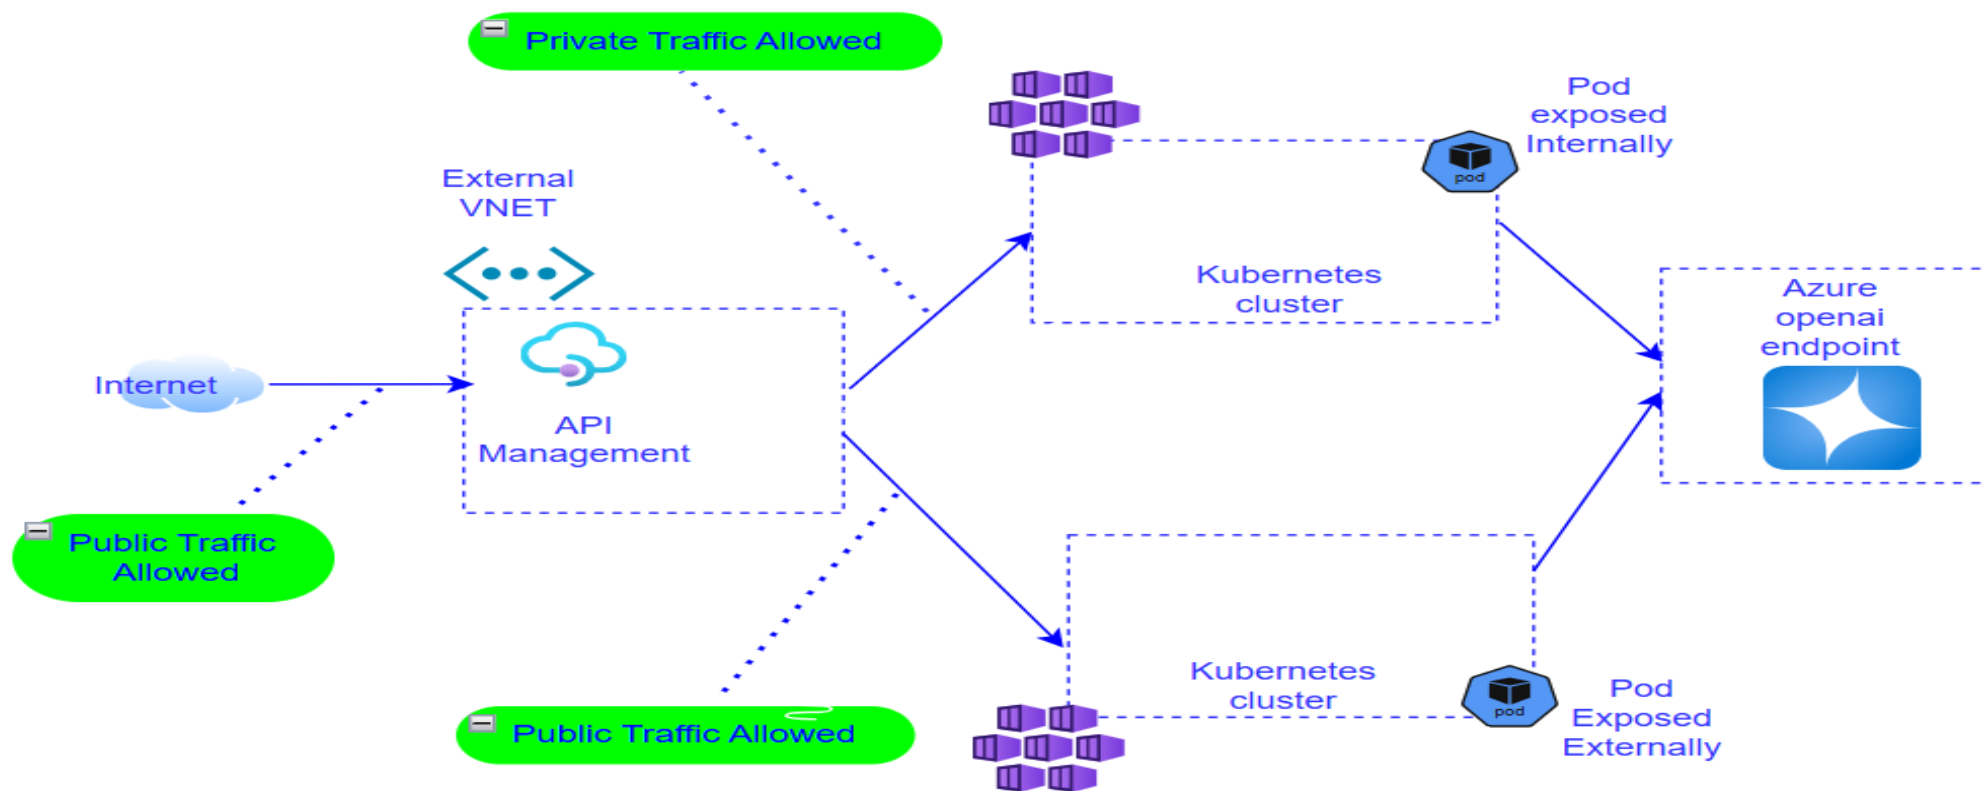 Private Traffic Allowed
Pod
exposed
Internally
pod
External
VNET
Kubernetes
cluster
Azure
openai
endpoint
Internet
API
Management
Public Traffic
Allowed
Kubernetes
cluster
pod
Pod
Exposed
Externally
Public Traffic Allowed